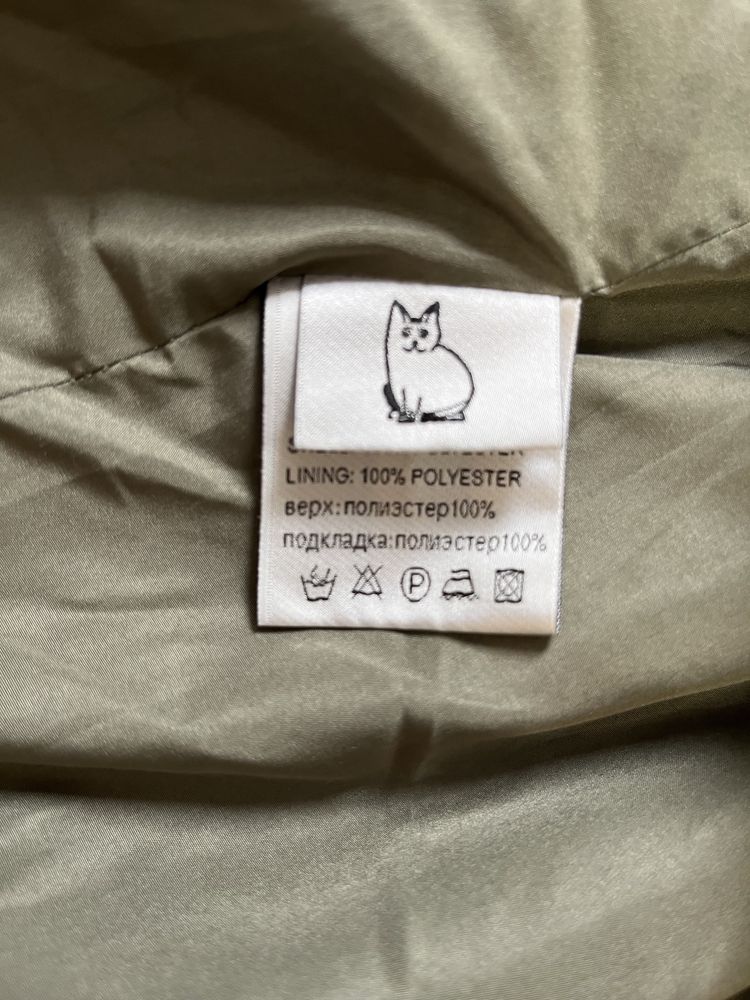 LINING: 100% POLYESTER
верх:полиэстер100%
подкладка:полиэстер100%
P